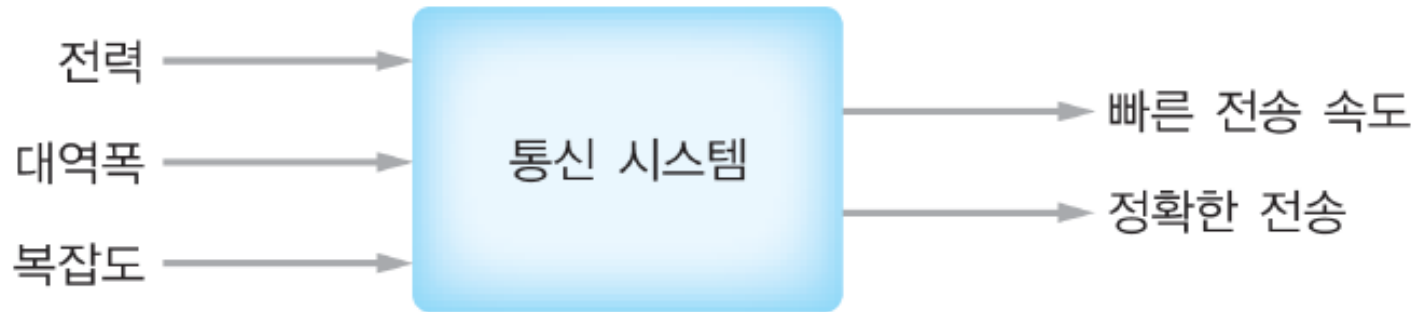 전력
대역폭
복잡도
통신 시스템
빠른 전송 속도
정확한 전송